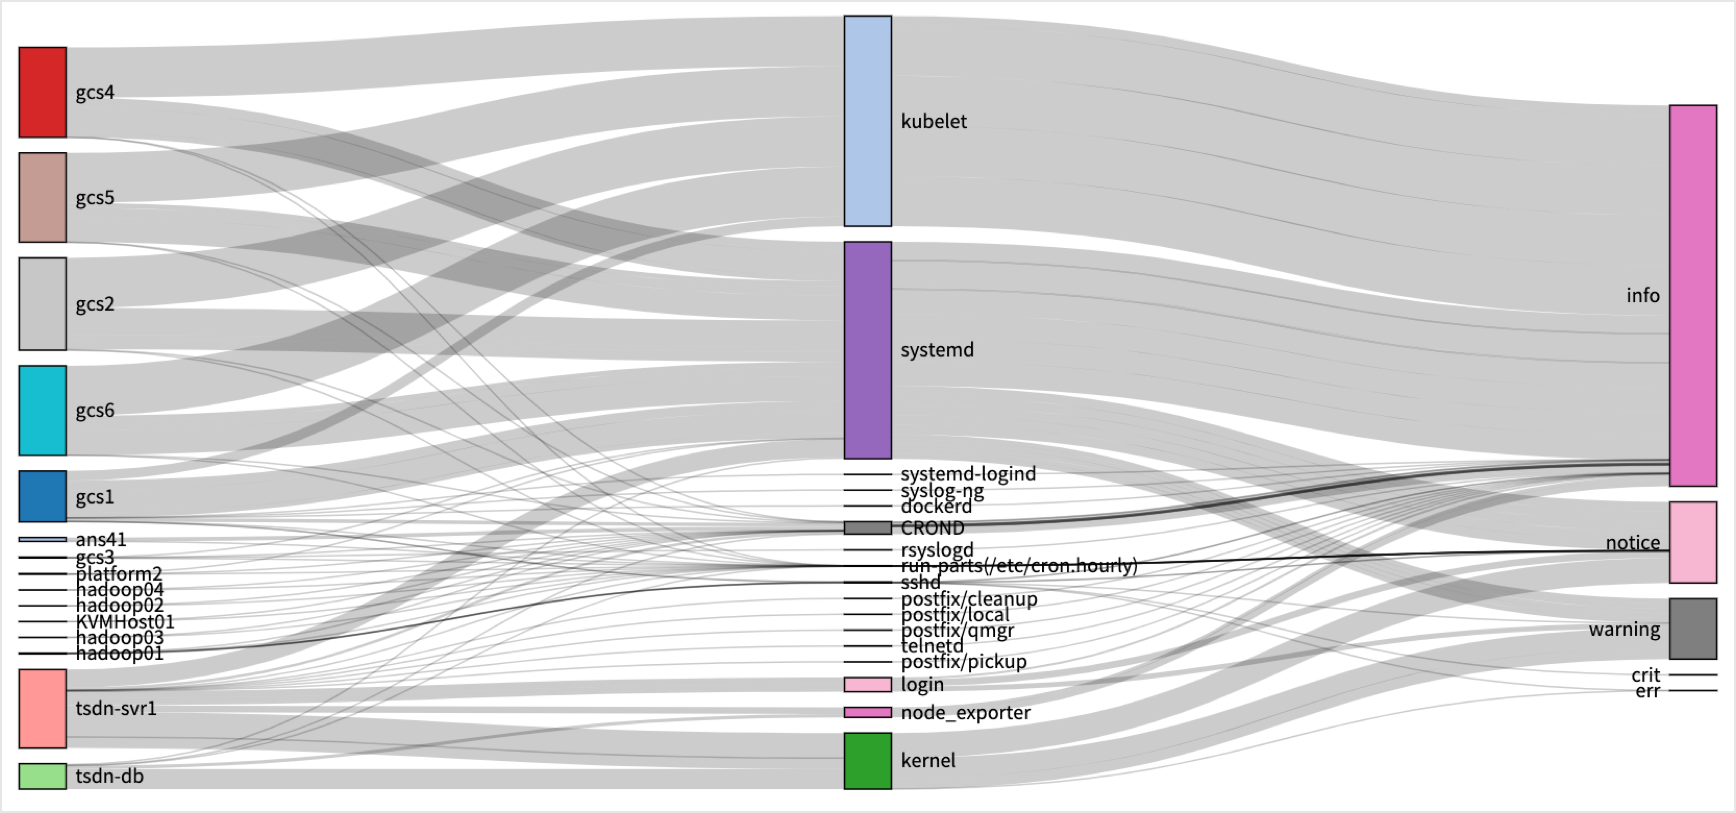 gcs4
gcs5
gcs2
gcs6
gcs1
ans41
gcs3
platform2
hadoop04
hadoop02
KVMHost01
hadoop03
hadoop01
tsdn-svr1
tsdn-db
kubelet
systemd
systemd-logind
syslog-ng
dockerd
CROND
rsyslogd
run-parts(/etc/cron.hourly)
sshd
postfix/cleanup
postfix/local
postfix/qmgr
telnetd
postfix/pickup
login
node_exporter
kernel
info
notice
warning
crit
err